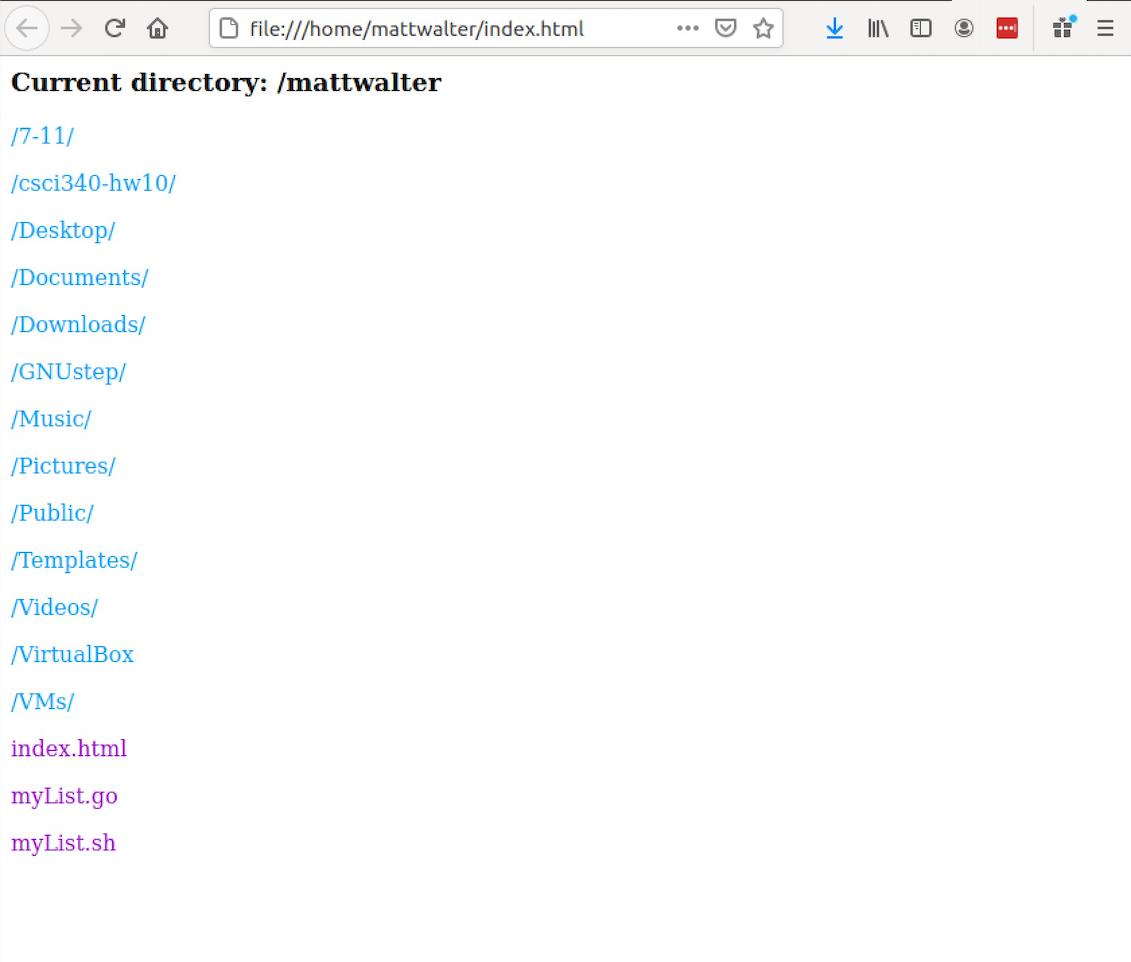 file:///home/mattwalter/index.html
Current directory: /mattwalter
/7-11/
/csci340-hw10/
/Desktop/
/Documents/
/Downloads/
/GNUstep/
/Music/
/Pictures/
/Public/
/Templates/
/Videos/
/VirtualBox
/VMs/
index.html
myList.go
myList.sh